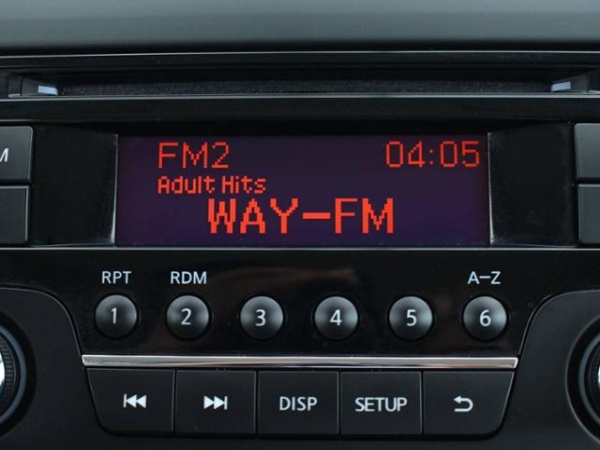 FM2 04:05
Adult Hits
WAY-FM
RPT RDM A-Z
1 2 3 4 5 6
DISP SETUP